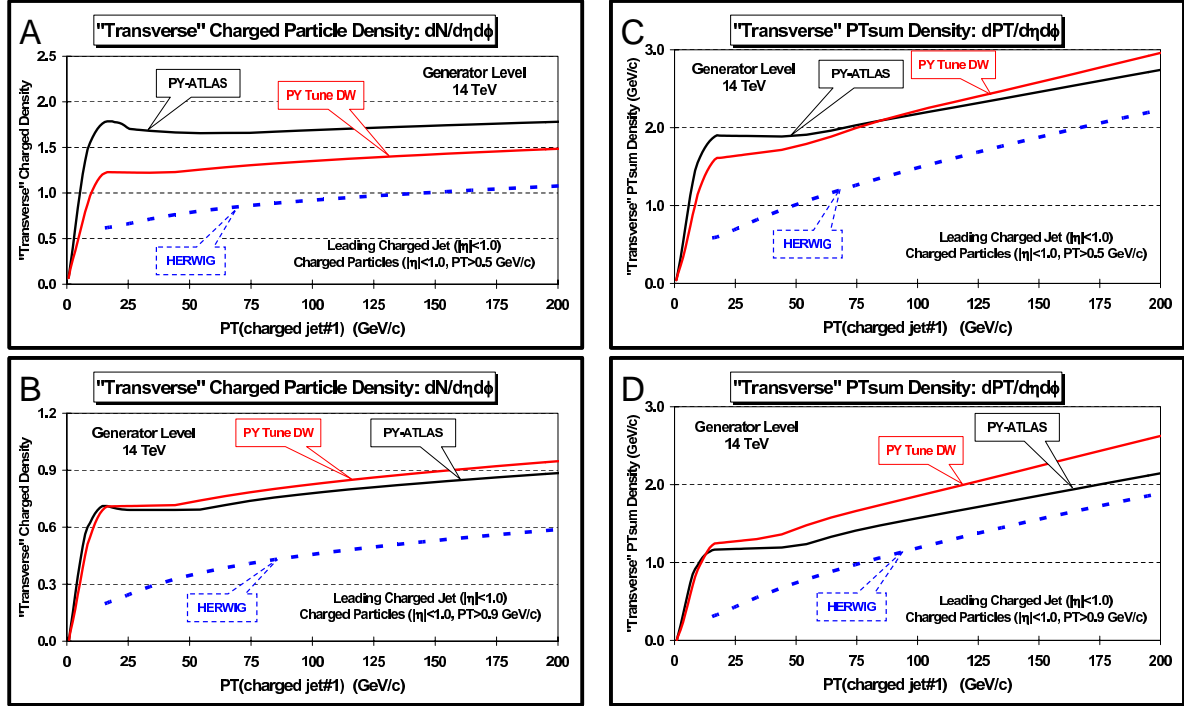 A
"Transverse" Charged Particle Density: dN/dηdϕ
2.5
2.0
1.5
1.0
0.5
0.0
"Transverse" Charged Density
PY-ATLAS
Generator Level
14 TeV
PY Tune DW
HERWIG
Leading Charged Jet (|η|<1.0)
Charged Particles (|η|<1.0, PT>0.5 GeV/c)
0 25 50 75 100 125 150 175 200
PT(charged jet#1) (GeV/c)
C
"Transverse" PTsum Density: dPT/dηdϕ
3.0
2.0
1.0
0.0
"Transverse" PTsum Density (GeV/c)
Generator Level
14 TeV
PY-ATLAS
PY Tune DW
HERWIG
Leading Charged Jet (|η|<1.0)
Charged Particles (|η|<1.0, PT>0.5 GeV/c)
0 25 50 75 100 125 150 175 200
PT(charged jet#1) (GeV/c)
B
"Transverse" Charged Particle Density: dN/dηdϕ
1.2
0.9
0.6
0.3
0.0
"Transverse" Charged Density
Generator Level
14 TeV
PY Tune DW
PY-ATLAS
HERWIG
Leading Charged Jet (|η|<1.0)
Charged Particles (|η|<1.0, PT>0.9 GeV/c)
0 25 50 75 100 125 150 175 200
PT(charged jet#1) (GeV/c)
D
"Transverse" PTsum Density: dPT/dηdϕ
3.0
2.0
1.0
0.0
"Transverse" PTsum Density (GeV/c)
Generator Level
14 TeV
PY Tune DW
PY-ATLAS
HERWIG
Leading Charged Jet (|η|<1.0)
Charged Particles (|η|<1.0, PT>0.9 GeV/c)
0 25 50 75 100 125 150 175 200
PT(charged jet#1) (GeV/c)